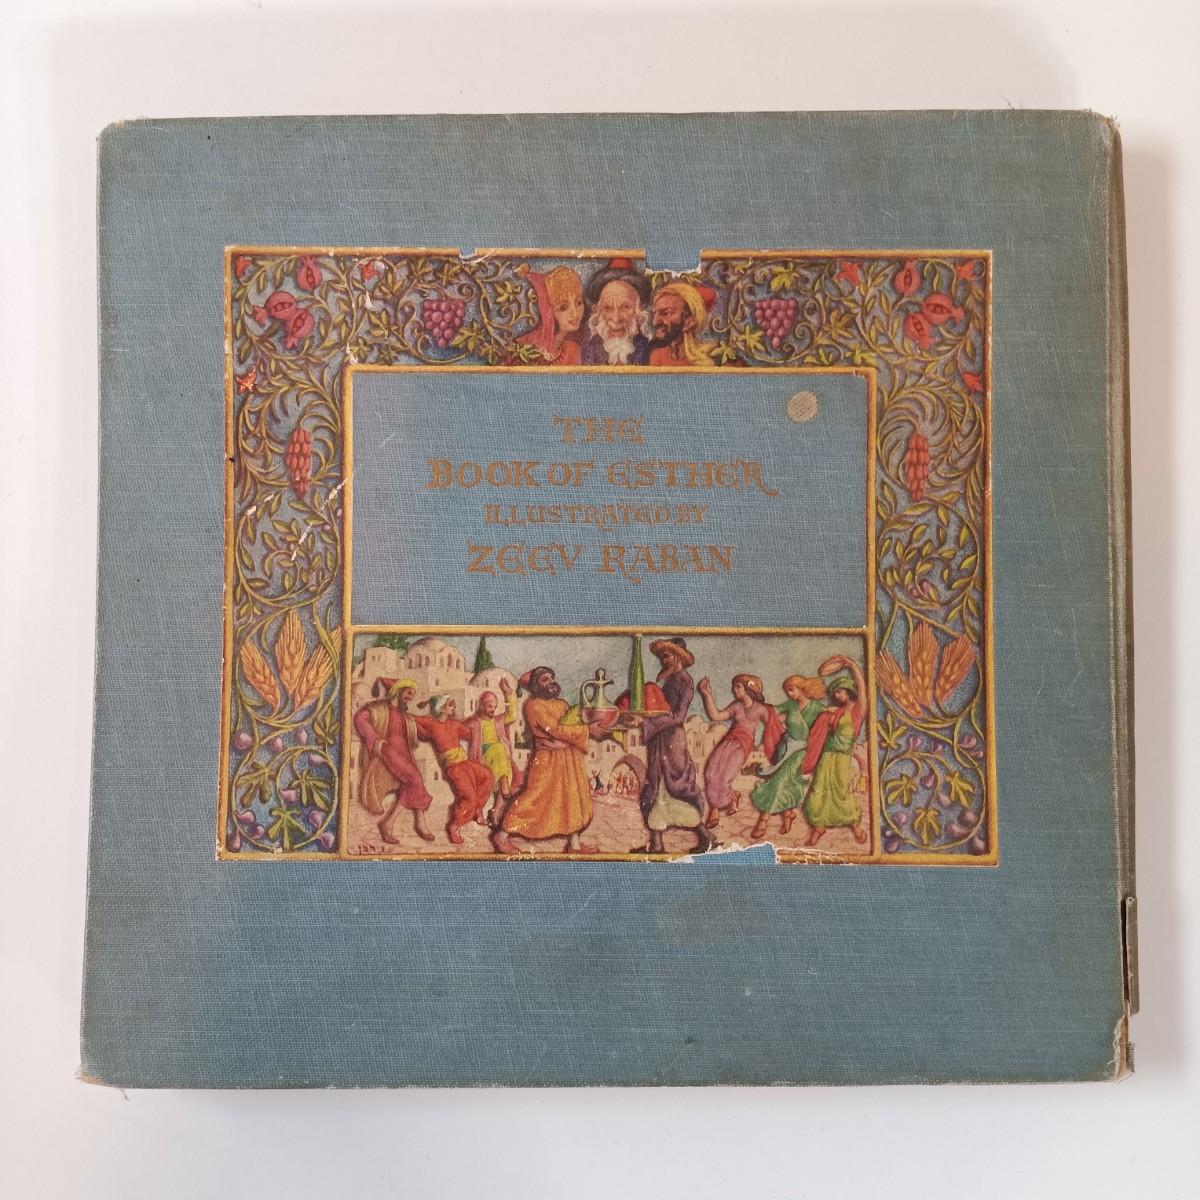 THE
BOOK OF ESTHER
ILLUSTRATED BY
ZEEV RABAN